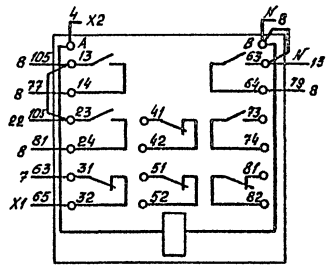 4 X2 N 8
A B
8 105 13 63 N 13
8 77 14 64 79 8
22 105 23 41 73
8 81 24 42 74
7 63 31 51 81
X1 65 32 52 82